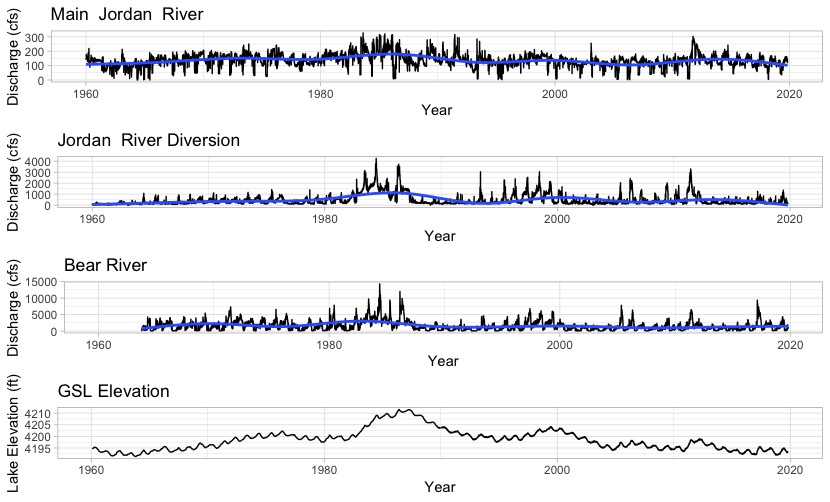 Main  Jordan  River
Discharge (cfs)
300
200
100
0
1960 1980 2000 2020
Year
Jordan  River Diversion
Discharge (cfs)
4000
3000
2000
1000
0
1960 1980 2000 2020
Year
Bear River
Discharge (cfs)
15000
10000
5000
0
1960 1980 2000 2020
Year
GSL Elevation
Lake Elevation (ft)
4210
4205
4200
4195
1960 1980 2000 2020
Year